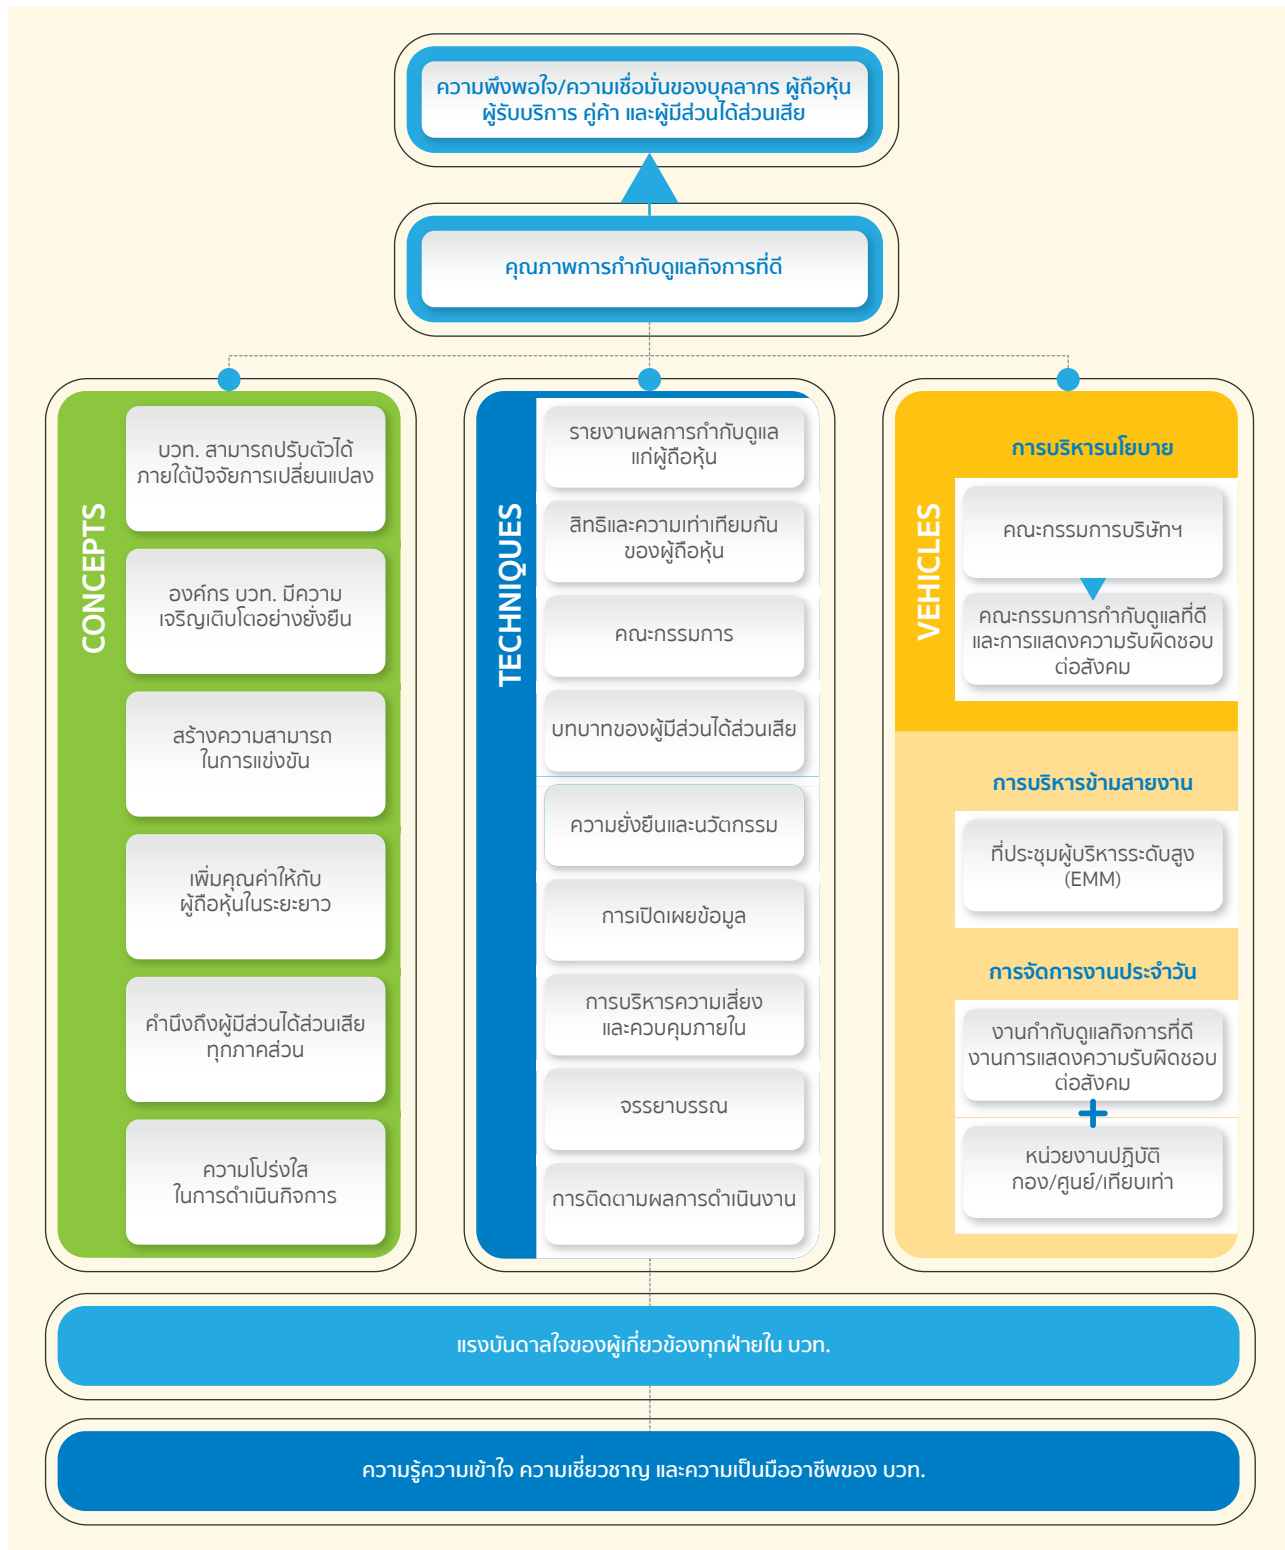 ความพึงพอใจ/ความเชื่อมั่นของบุคลากร ผู้ถือหุ้น
ผู้รับบริการ คู่ค้า และผู้มีส่วนได้ส่วนเสีย
คุณภาพการกำกับดูแลกิจการที่ดี
CONCEPTS
บวท. สามารถปรับตัวได้
ภายใต้ปัจจัยการเปลี่ยนแปลง
องค์กร บวท. มีความ
เจริญเติบโตอย่างยั่งยืน
สร้างความสามารถ
ในการแข่งขัน
เพิ่มคุณค่าให้กับ
ผู้ถือหุ้นในระยะยาว
คำนึงถึงผู้มีส่วนได้ส่วนเสีย
ทุกภาคส่วน
ความโปร่งใส
ในการดำเนินกิจการ
TECHNIQUES
รายงานผลการกำกับดูแล
แก่ผู้ถือหุ้น
สิทธิและความเท่าเทียมกัน
ของผู้ถือหุ้น
คณะกรรมการ
บทบาทของผู้มีส่วนได้ส่วนเสีย
ความยั่งยืนและนวัตกรรม
การเปิดเผยข้อมูล
การบริหารความเสี่ยง
และควบคุมภายใน
จรรยาบรรณ
การติดตามผลการดำเนินงาน
VEHICLES
การบริหารนโยบาย
คณะกรรมการบริษัทฯ
คณะกรรมการกำกับดูแลที่ดี
และการแสดงความรับผิดชอบ
ต่อสังคม
การบริหารข้ามสายงาน
ที่ประชุมผู้บริหารระดับสูง
(EMM)
การจัดการงานประจำวัน
งานกำกับดูแลกิจการที่ดี
งานการแสดงความรับผิดชอบ
ต่อสังคม
หน่วยงานปฏิบัติ
กอง/ศูนย์/เทียบเท่า
แรงบันดาลใจของผู้เกี่ยวข้องทุกฝ่ายใน บวท.
ความรู้ความเข้าใจ ความเชี่ยวชาญ และความเป็นมืออาชีพของ บวท.